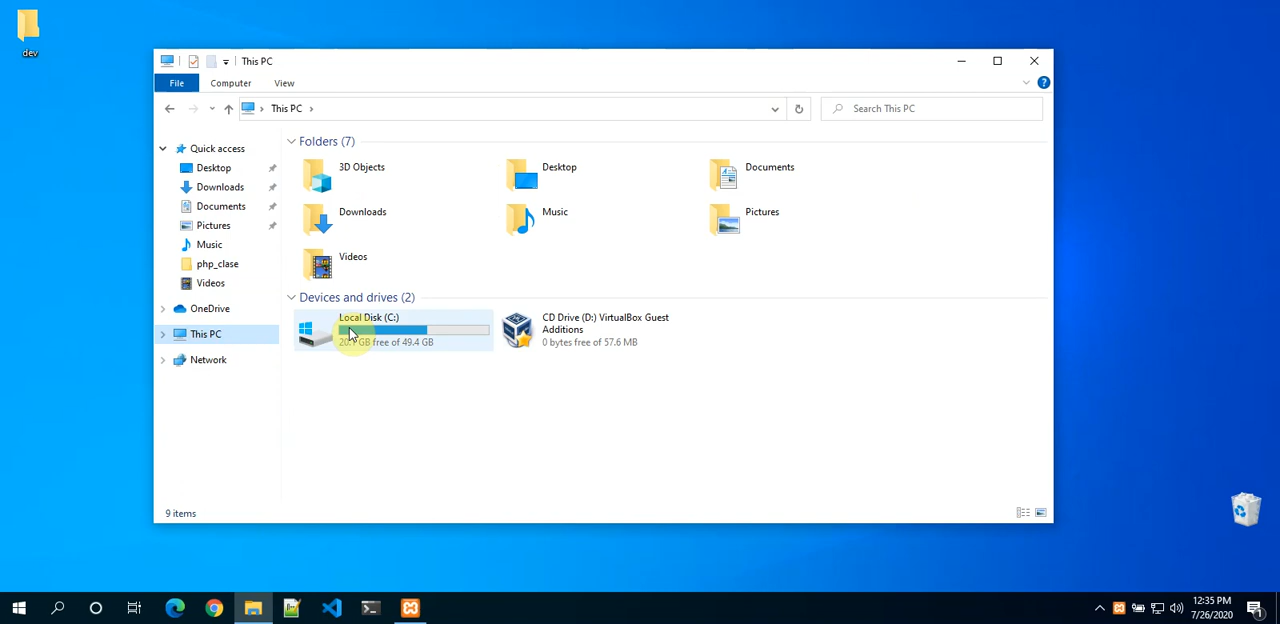 dev
This PC
File
Computer
View
This PC
Search This PC
Quick access
Desktop
Downloads
Documents
Pictures
Music
php_clase
Videos
OneDrive
This PC
Network
Folders (7)
3D Objects
Desktop
Documents
Downloads
Music
Pictures
Videos
Devices and drives (2)
Local Disk (C:)
GB free of 49.4 GB
CD Drive (D:) VirtualBox Guest
Additions
0 bytes free of 57.6 MB
9 items
12:35 PM
7/26/2020
1